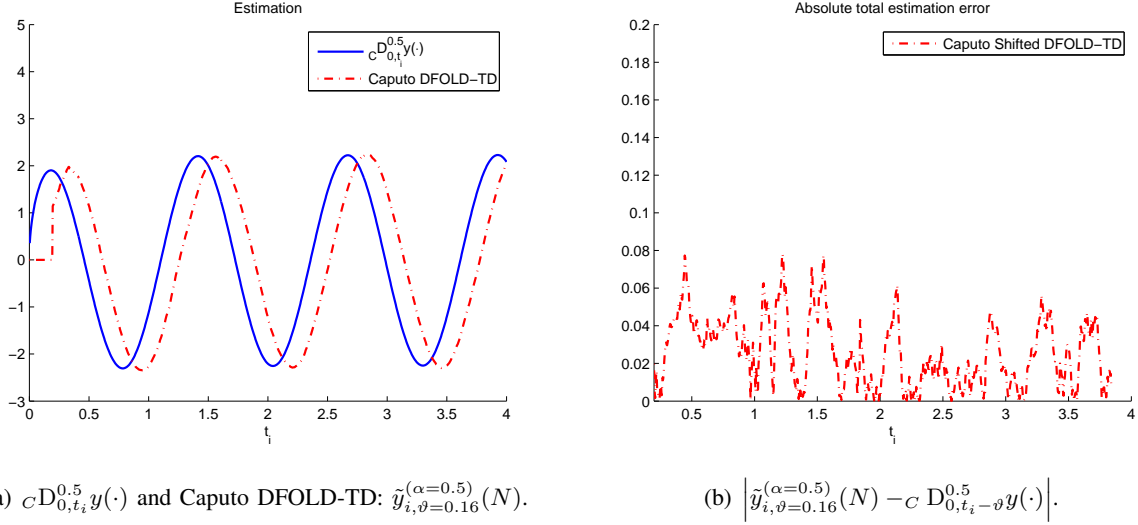 Estimation
5
4
3
2
1
0
−1
−2
−3
0 0.5 1 1.5 2 2.5 3 3.5 4
t_i
_C D^{0.5}_{0,t_i} y(·)
Caputo DFOLD−TD
Absolute total estimation error
0.2
0.18
0.16
0.14
0.12
0.1
0.08
0.06
0.04
0.02
0
0.5 1 1.5 2 2.5 3 3.5 4
t_i
Caputo Shifted DFOLD−TD
) _C D^{0.5}_{0,t_i} y(·) and Caputo DFOLD-TD: ỹ^{(α=0.5)}_{i,ϑ=0.16}(N).
(b) |ỹ^{(α=0.5)}_{i,ϑ=0.16}(N) −_C D^{0.5}_{0,t_i−ϑ} y(·)|.